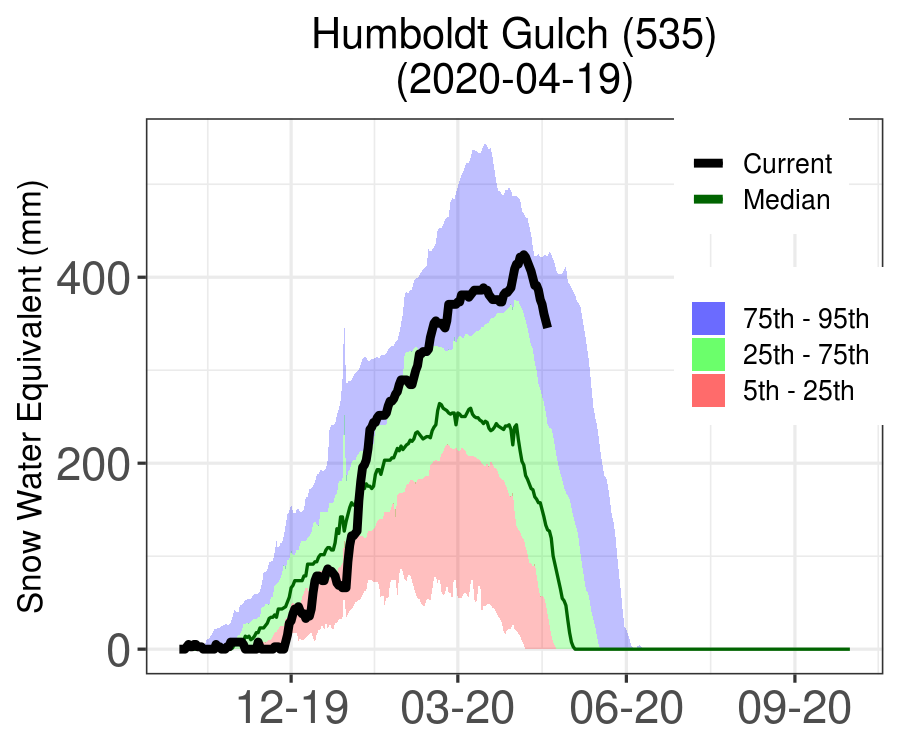 Humboldt Gulch (535)
(2020-04-19)
Current
Median
75th - 95th
25th - 75th
5th - 25th
Snow Water Equivalent (mm)
400
200
0
12-19
03-20
06-20
09-20